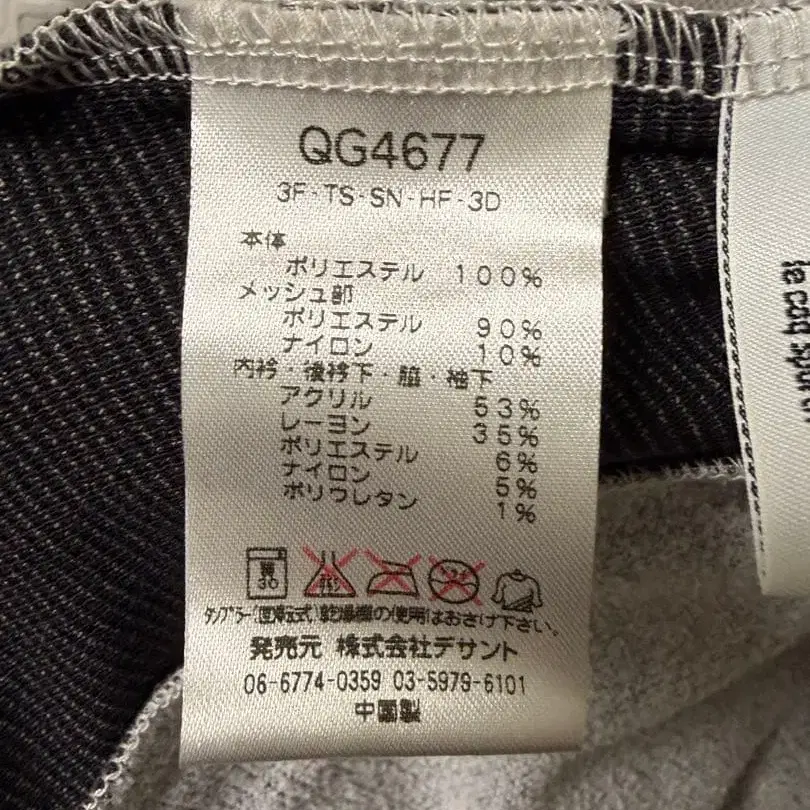 QG4677
3F-TS-SN-HF-3D
本体
ポリエステル 100%
メッシュ部
ポリエステル 90%
ナイロン 10%
内衿・後衿下・脇・袖下
アクリル 53%
レーヨン 35%
ポリエステル 6%
ナイロン 5%
ポリウレタン 1%
30
タンブラー(回転式)乾燥機の使用はおさけ下さい。
発売元 株式会社デサント
06-6774-0359 03-5979-6101
中国製
le coq sporti